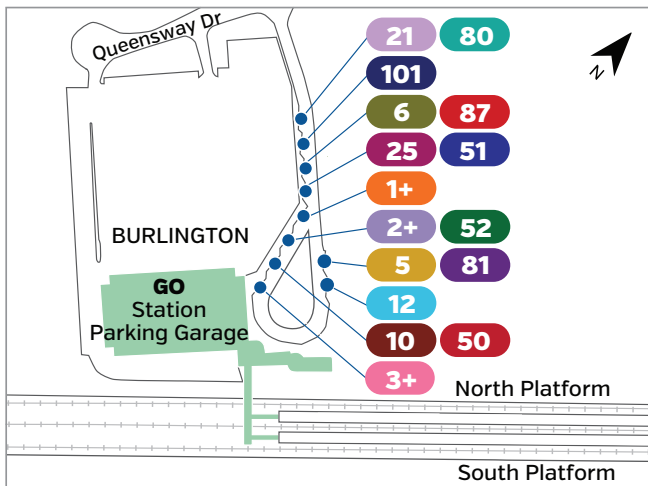 Queensway Dr
21 80
101
6 87
25 51
1+
2+ 52
5 81
12
10 50
3+
N
BURLINGTON
GO
Station
Parking Garage
North Platform
South Platform